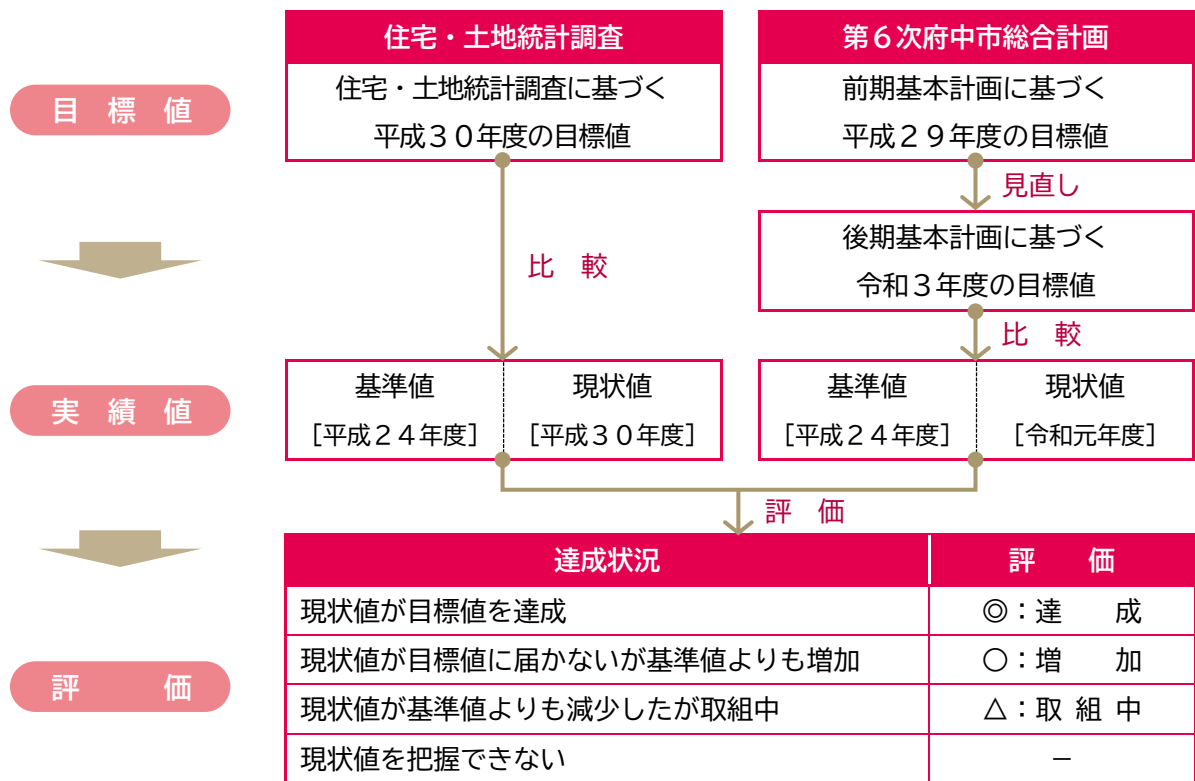 住宅・土地統計調査
第６次府中市総合計画
目標値
住宅・土地統計調査に基づく
平成３０年度の目標値
前期基本計画に基づく
平成２９年度の目標値
見直し
後期基本計画に基づく
令和３年度の目標値
比　較
比　較
実績値
基準値
［平成２４年度］
現状値
［平成３０年度］
基準値
［平成２４年度］
現状値
［令和元年度］
評　価
達成状況
評　価
現状値が目標値を達成
◎：達　成
現状値が目標値に届かないが基準値よりも増加
○：増　加
評　価
現状値が基準値よりも減少したが取組中
△：取組中
現状値を把握できない
－